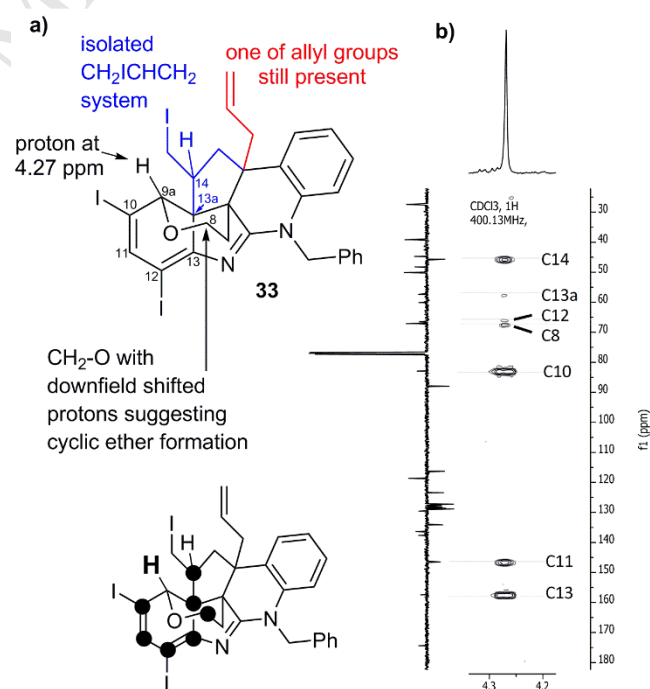 a)
isolated
CH2ICHCH2
system
one of allyl groups
still present
proton at
4.27 ppm
I
H
H
14
9a
13a
I
10
O
8
11
12
13
N
N
Ph
I
33
CH2-O with
downfield shifted
protons suggesting
cyclic ether formation
I
H
H
I
O
N
N
Ph
I
b)
CDCl3, 1H
400.13MHz,
C14
C13a
C12
C8
C10
C11
C13
30
40
50
60
70
80
90
100
110
120
130
140
150
160
170
180
f1 (ppm)
4.3
4.2